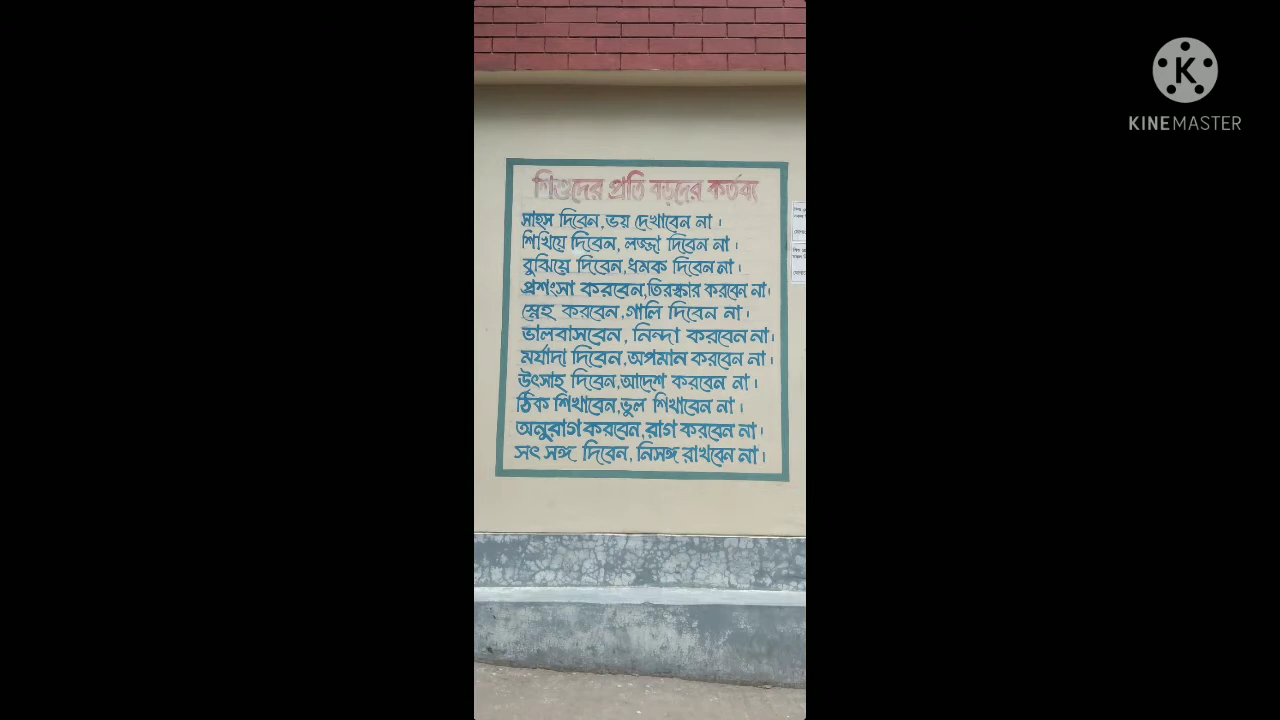 KINEMASTER
শিশুদের প্রতি বড়দের কর্তব্য
সাহস দিবেন,ভয় দেখাবেন না।
শিখিয়ে দিবেন, লজ্জা দিবেন না।
বুঝিয়ে দিবেন,ধমক দিবেন না।
প্রশংসা করবেন,তিরস্কার করবেন না।
স্নেহ করবেন,গালি দিবেন না।
ভালবাসবেন, নিন্দা করবেন না।
মর্যাদা দিবেন,অপমান করবেন না।
উৎসাহ দিবেন,আদেশ করবেন না।
ঠিক শিখাবেন,ভুল শিখাবেন না।
অনুরাগ করবেন,রাগ করবেন না।
সৎ সঙ্গ দিবেন, নিসঙ্গ রাখবেন না।